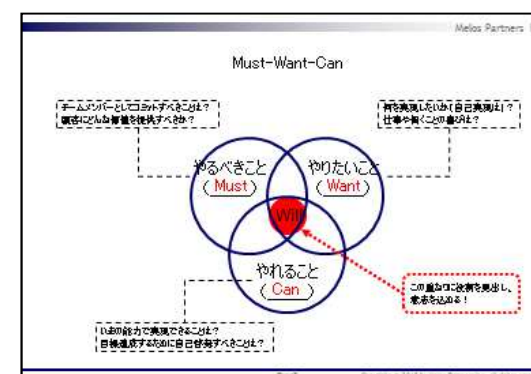 Melos Partners
Must-Want-Can
チームメンバーとしてコミットすべきことは？
顧客にどんな価値を提供すべきか？
何を実現したいか「自己実現は」？
仕事や働くことの喜びは？
やるべきこと
(Must)
やりたいこと
(Want)
Will
やれること
(Can)
この重なりに役割を見出し、
意志を込める！
いまの能力で実現できることは？
目標達成するために自己啓発すべきことは？